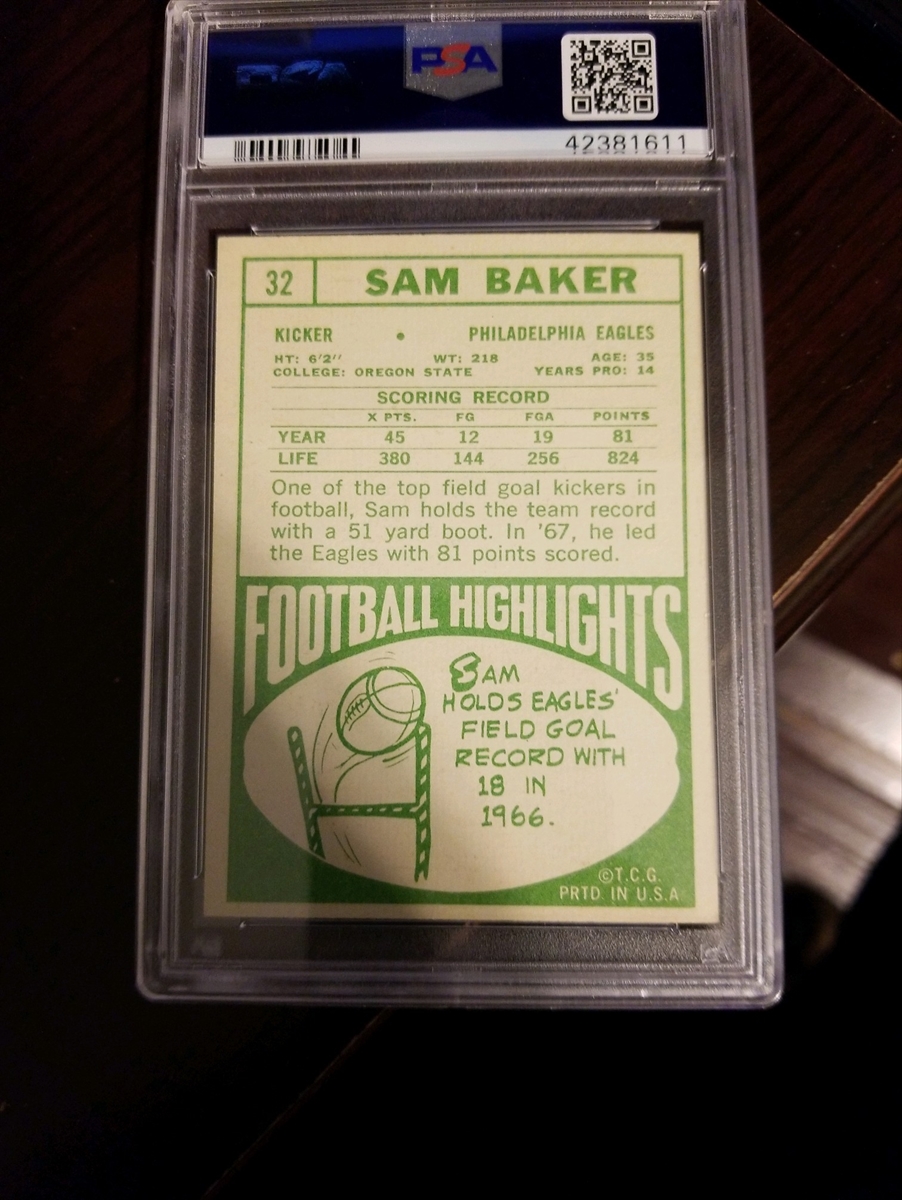 PSA
42381611
32 SAM BAKER
KICKER • PHILADELPHIA EAGLES
HT: 6'2" WT: 218 AGE: 35
COLLEGE: OREGON STATE YEARS PRO: 14
SCORING RECORD
X PTS. FG FGA POINTS
YEAR 45 12 19 81
LIFE 380 144 256 824
One of the top field goal kickers in
football, Sam holds the team record
with a 51 yard boot. In '67, he led
the Eagles with 81 points scored.
FOOTBALL HIGHLIGHTS
SAM
HOLDS EAGLES'
FIELD GOAL
RECORD WITH
18 IN
1966.
©T.C.G.
PRTD. IN U.S.A